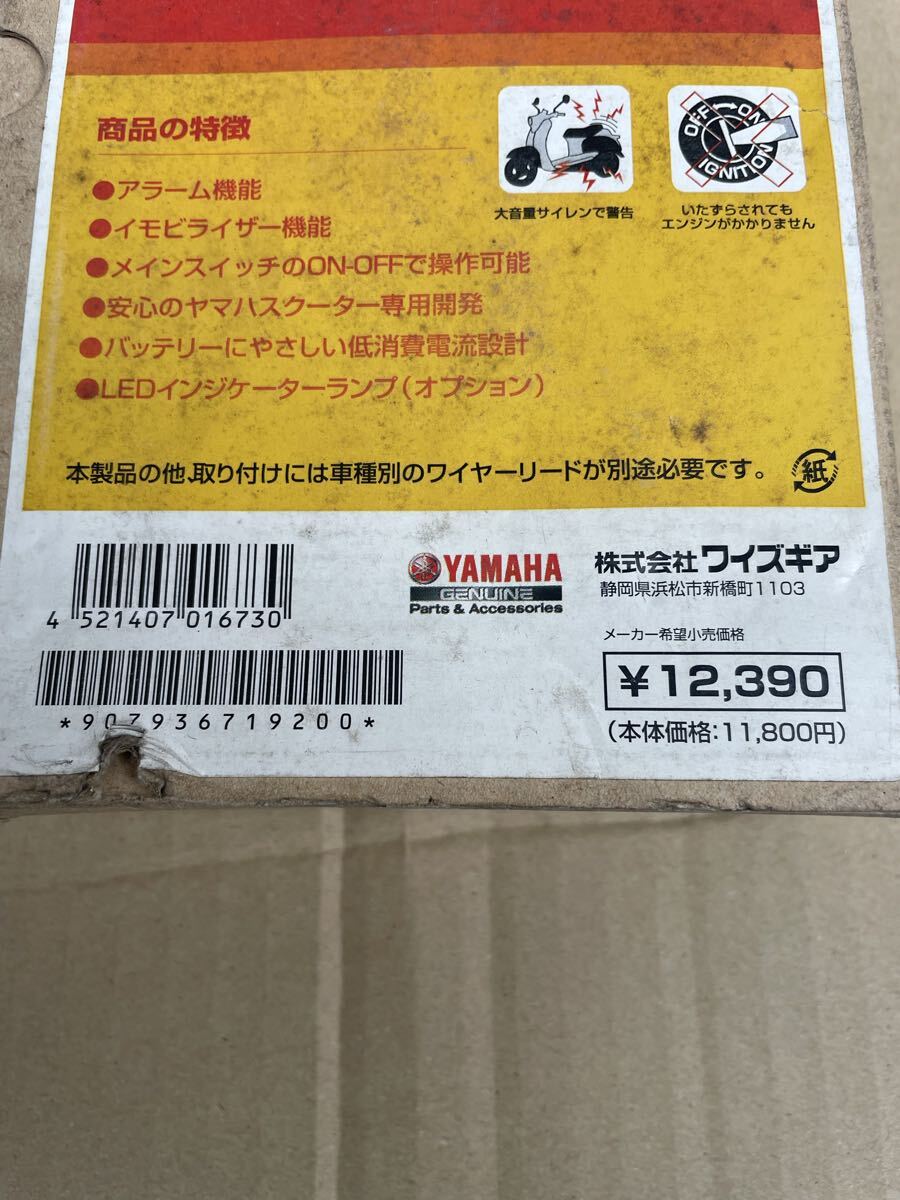 商品の特徴
●アラーム機能
●イモビライザー機能
●メインスイッチのON-OFFで操作可能
●安心のヤマハスクーター専用開発
●バッテリーにやさしい低消費電流設計
●LEDインジケーターランプ(オプション)
大音量サイレンで警告
OFF ON
IGNITION
いたずらされても
エンジンがかかりません
本製品の他、取り付けには車種別のワイヤーリードが別途必要です。
紙
4 521407 016730
*907936719200*
YAMAHA
GENUINE
Parts & Accessories
株式会社 ワイズギア
静岡県浜松市新橋町1103
メーカー希望小売価格
¥12,390
(本体価格:11,800円)